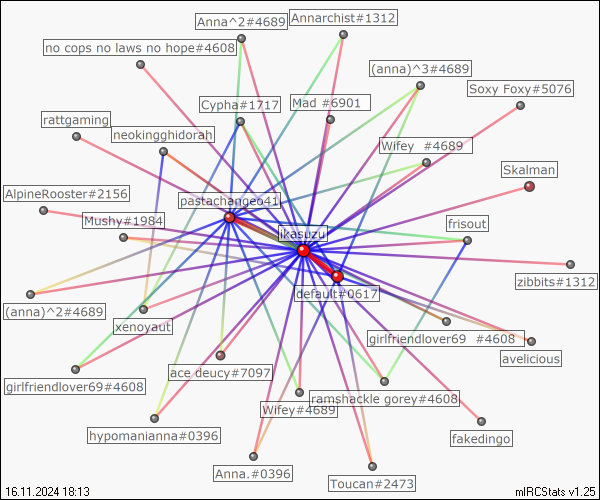 Anna^2#4689
Annarchist#1312
no cops no laws no hope#4608
(anna)^3#4689
Soxy Foxy#5076
Cypha#1717
Mad #6901
rattgaming
neokingghidorah
Wifey #4689
Skalman
AlpineRooster#2156
pastachangeo41
Mushy#1984
frisout
ikasuzu
zibbits#1312
default#0617
(anna)^2#4689
xenoyaut
girlfriendlover69 #4608
avelicious
ace deucy#7097
girlfriendlover69#4608
ramshackle gorey#4608
Wifey#4689
hypomanianna#0396
fakedingo
Anna.#0396
Toucan#2473
16.11.2024 18:13
mIRCStats v1.25